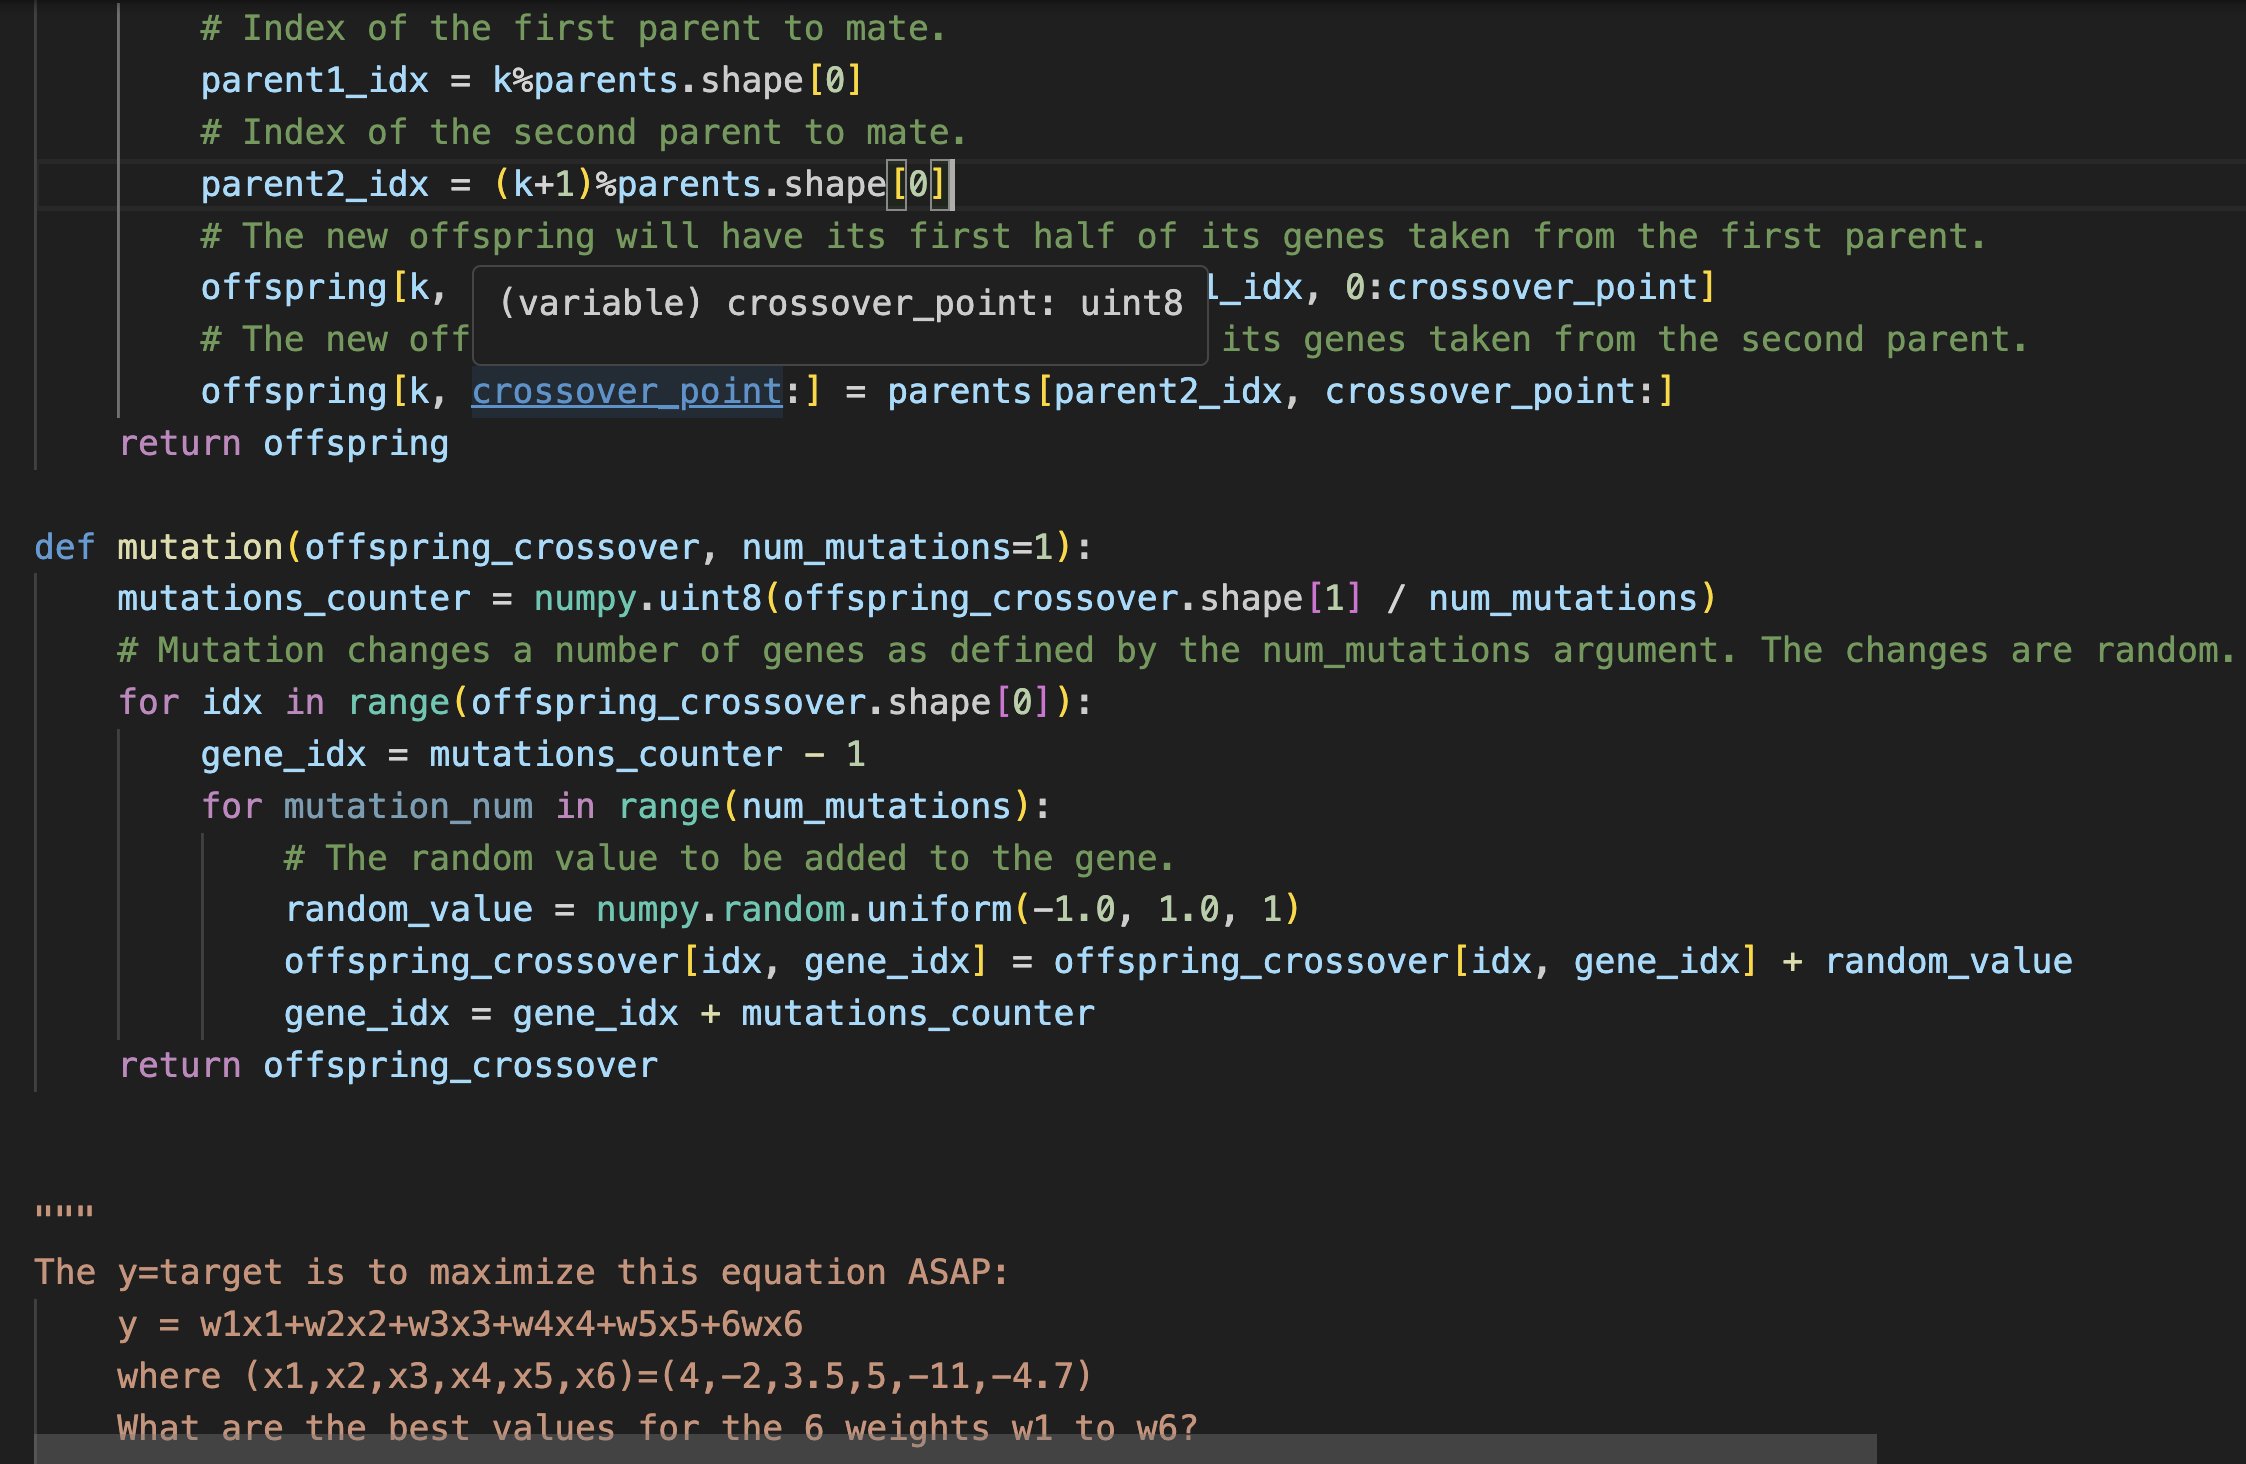 # Index of the first parent to mate.
parent1_idx = k%parents.shape[0]
# Index of the second parent to mate.
parent2_idx = (k+1)%parents.shape[0]
# The new offspring will have its first half of its genes taken from the first parent.
offspring[k, 1_idx, 0:crossover_point]
(variable) crossover_point: uint8
# The new off its genes taken from the second parent.
offspring[k, crossover_point:] = parents[parent2_idx, crossover_point:]
return offspring
def mutation(offspring_crossover, num_mutations=1):
mutations_counter = numpy.uint8(offspring_crossover.shape[1] / num_mutations)
# Mutation changes a number of genes as defined by the num_mutations argument. The changes are random.
for idx in range(offspring_crossover.shape[0]):
gene_idx = mutations_counter - 1
for mutation_num in range(num_mutations):
# The random value to be added to the gene.
random_value = numpy.random.uniform(-1.0, 1.0, 1)
offspring_crossover[idx, gene_idx] = offspring_crossover[idx, gene_idx] + random_value
gene_idx = gene_idx + mutations_counter
return offspring_crossover
"""
The y=target is to maximize this equation ASAP:
y = w1x1+w2x2+w3x3+w4x4+w5x5+6wx6
where (x1,x2,x3,x4,x5,x6)=(4,-2,3.5,5,-11,-4.7)
What are the best values for the 6 weights w1 to w6?